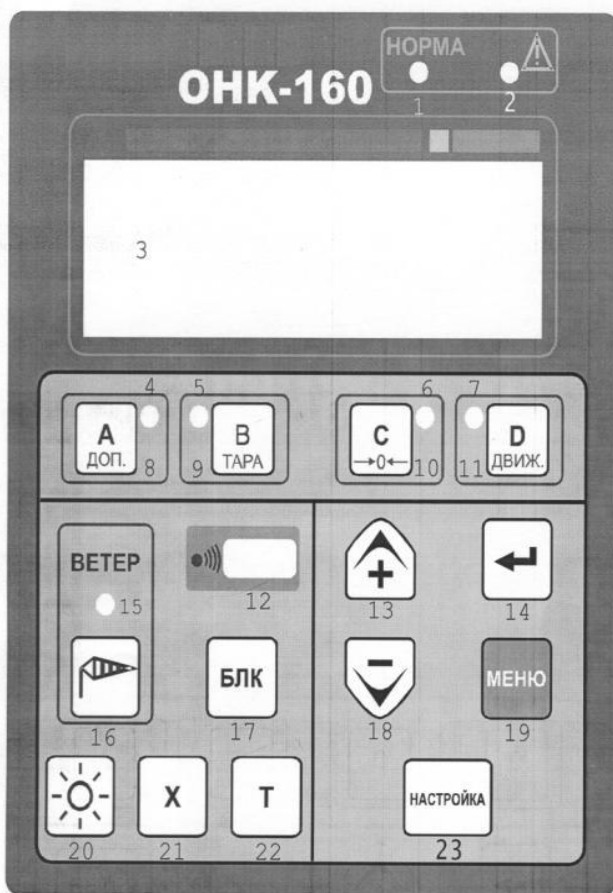 НОРМА
1 2
ОНК-160
3
4 5 6 7
A B C D
ДОП. ТАРА →0← ДВИЖ.
8 9 10 11
ВЕТЕР
12
15
+
13
14
БЛК
–
МЕНЮ
16 17 18 19
X T НАСТРОЙКА
20 21 22 23